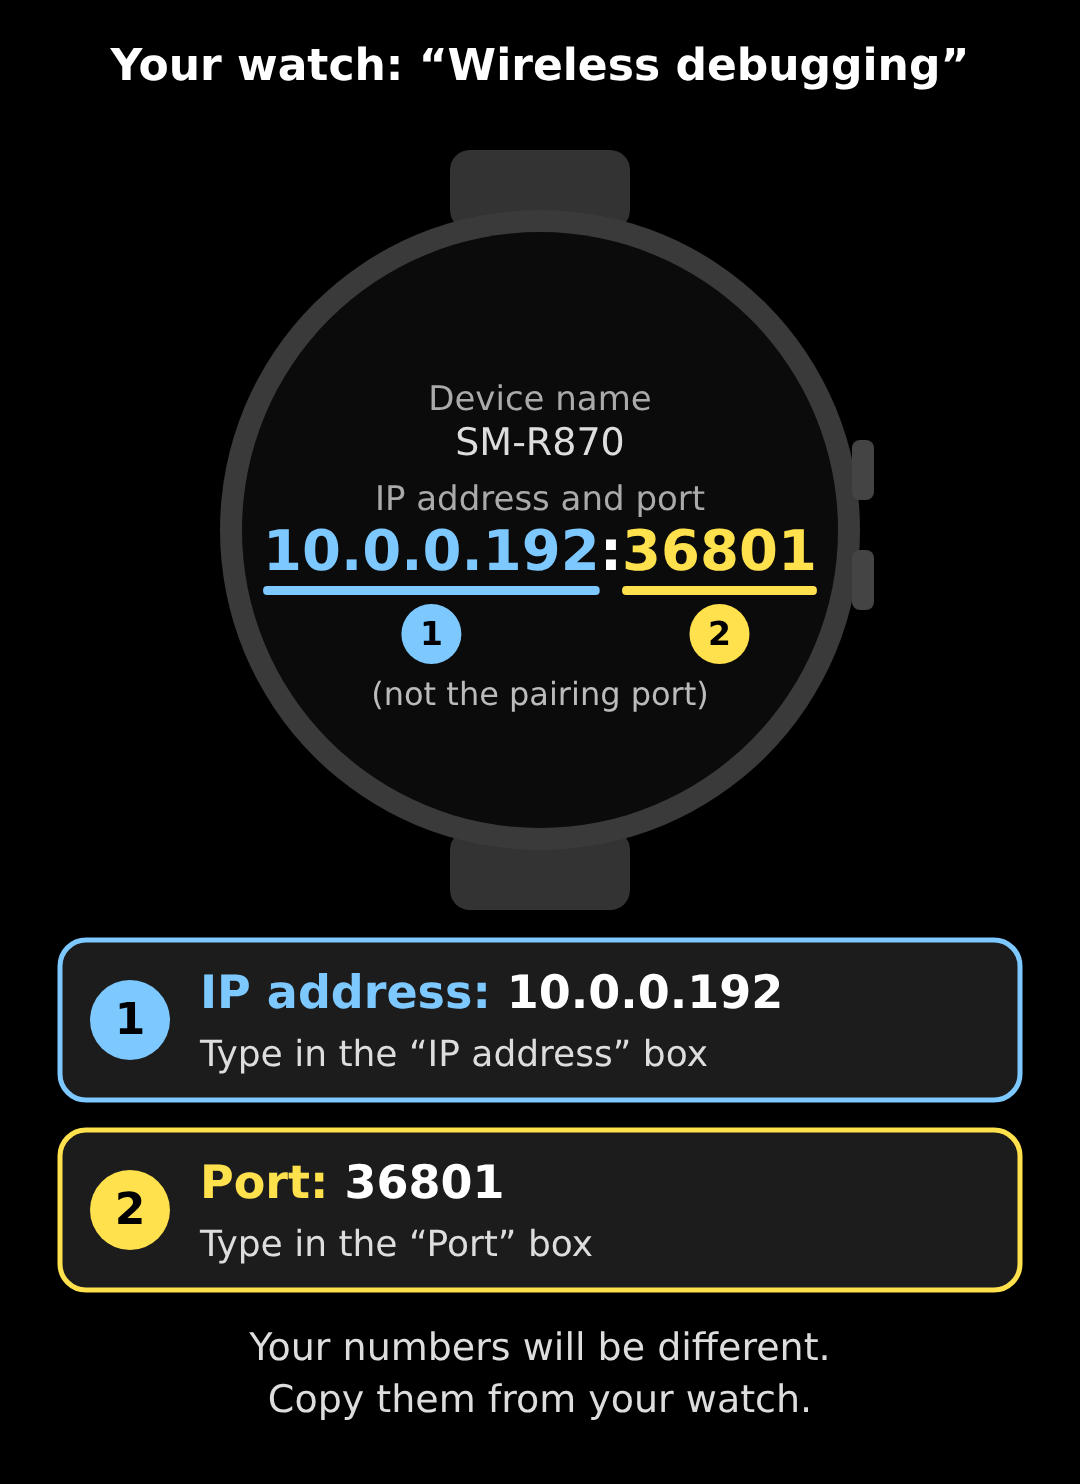 Your watch: “Wireless debugging”
Device name
SM-R870
IP address and port
10.0.0.192:36801
1
2
(not the pairing port)
1
IP address: 10.0.0.192
Type in the “IP address” box
2
Port: 36801
Type in the “Port” box
Your numbers will be different.
Copy them from your watch.